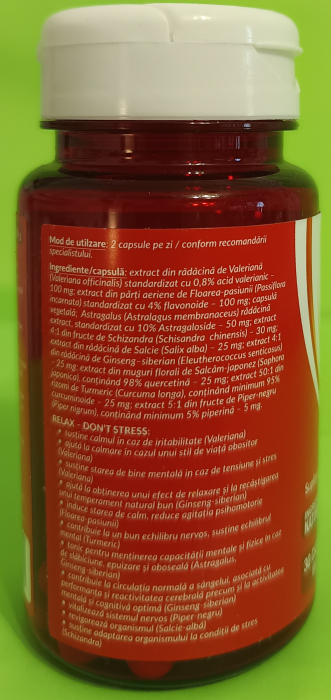 Mod de utilzare: 2 capsule pe zi / conform recomandării
specialistului.
Ingrediente/capsulă: extract din rădăcină de Valeriana
(Valeriana officinalis) standardizat cu 0,8% acid valerianic -
100 mg; extract din părți aeriene de Floarea-pasiunii (Passiflora
incarnata) standardizat cu 4% flavonoide - 100 mg; capsulă
vegetală; Astragalus (Astragalus membranaceus) rădăcină
extract, standardizat cu 10% Astragaloside - 50 mg; extract
4:1 din fructe de Schizandra (Schisandra chinensis) - 30 mg;
extract din rădăcină de Salcie (Salix alba) - 25 mg; extract
din rădăcină de Ginseng-siberian (Eleutherococcus senticosus)
- 25 mg; extract din muguri florali de Salcâm-japonez (Sophora
japonica), conținând 98% quercetină - 25 mg; extract 50:1 din
rizomi de Turmeric (Curcuma longa), conținând minimum 95%
curcuminoide - 25 mg; extract 5:1 din fructe de Piper-negru
(Piper nigrum), conținând minimum 5% piperină - 5 mg.
RELAX - DON'T STRESS:
• susține calmul în caz de iritabilitate (Valeriana)
• ajută la calmare în cazul unui stil de viață obositor
(Valeriana)
• susține starea de bine mentală în caz de tensiune și stres
(Valeriana)
• ajută la obținerea unui efect de relaxare și la recâștigarea
unui temperament natural bun (Ginseng-siberian)
• induce starea de calm, reduce agitația psihomotorie
(Floarea-pasiunii)
• contribuie la un bun echilibru nervos, susține echilibrul
mental (Turmeric)
• tonic pentru menținerea capacității mentale și fizice în caz
de slăbiciune, epuizare și oboseală (Astragalus,
Ginseng-siberian)
• contribuie la circulația normală a sângelui, asociată cu
performanța și reactivitatea cerebrală precum și la activitatea
mentală și cognitivă optimă (Ginseng-siberian)
• vitalizează sistemul nervos (Piper-negru)
• revigorează organismul (Salcie-albă)
• susține adaptarea organismului la condiții de stres
(Schizandra)